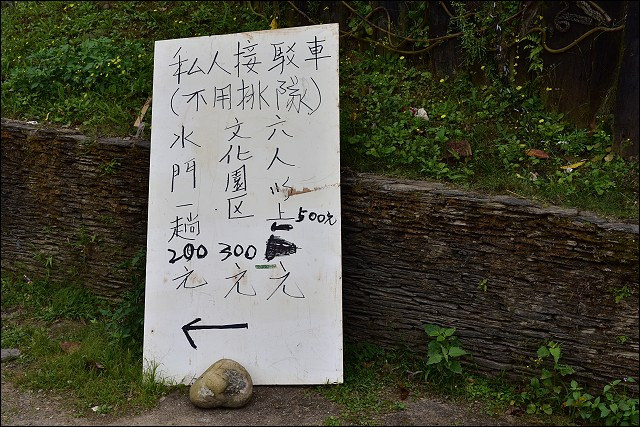 私人接駁車
(不用排隊)
水門一趟200元
文化園区300元
六人以上500元
元
←